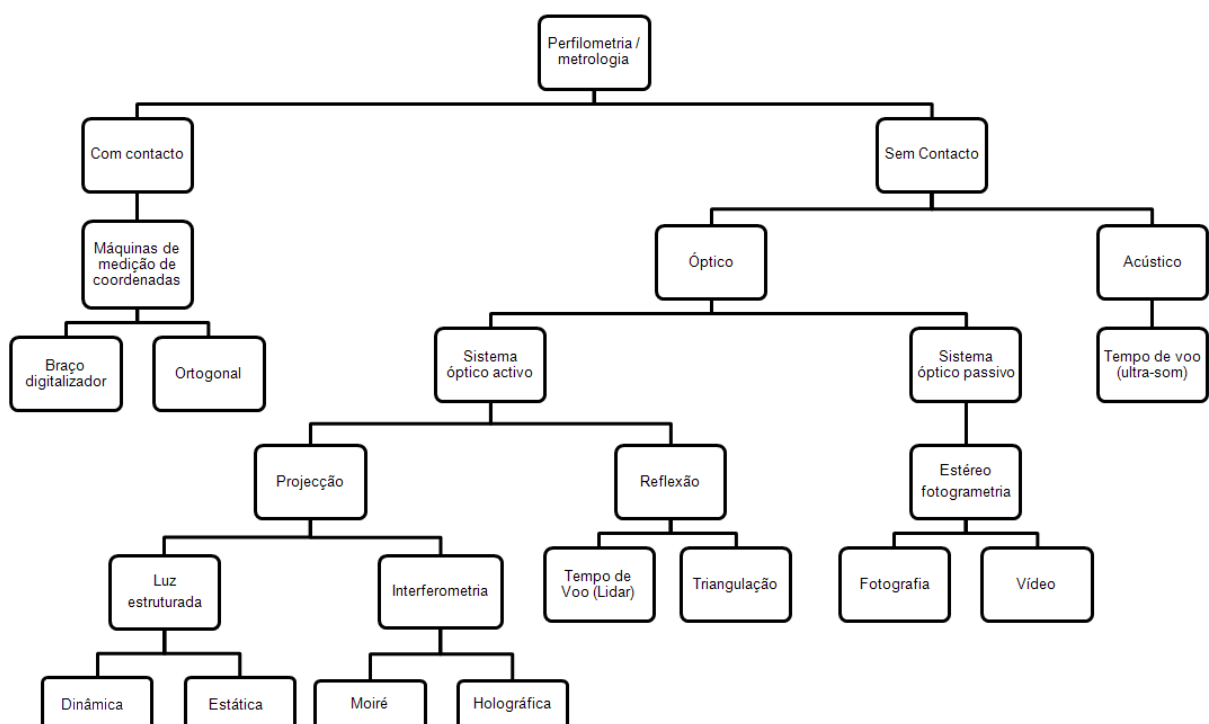 Perfilometria /
metrologia
Com contacto
Sem Contacto
Máquinas de
medição de
coordenadas
Óptico
Acústico
Braço
digitalizador
Ortogonal
Sistema
óptico activo
Sistema
óptico passivo
Tempo de voo
(ultra-som)
Projecção
Reflexão
Estéreo
fotogrametria
Luz
estruturada
Interferometria
Tempo de
Voo (Lidar)
Triangulação
Fotografia
Vídeo
Dinâmica
Estática
Moiré
Holográfica